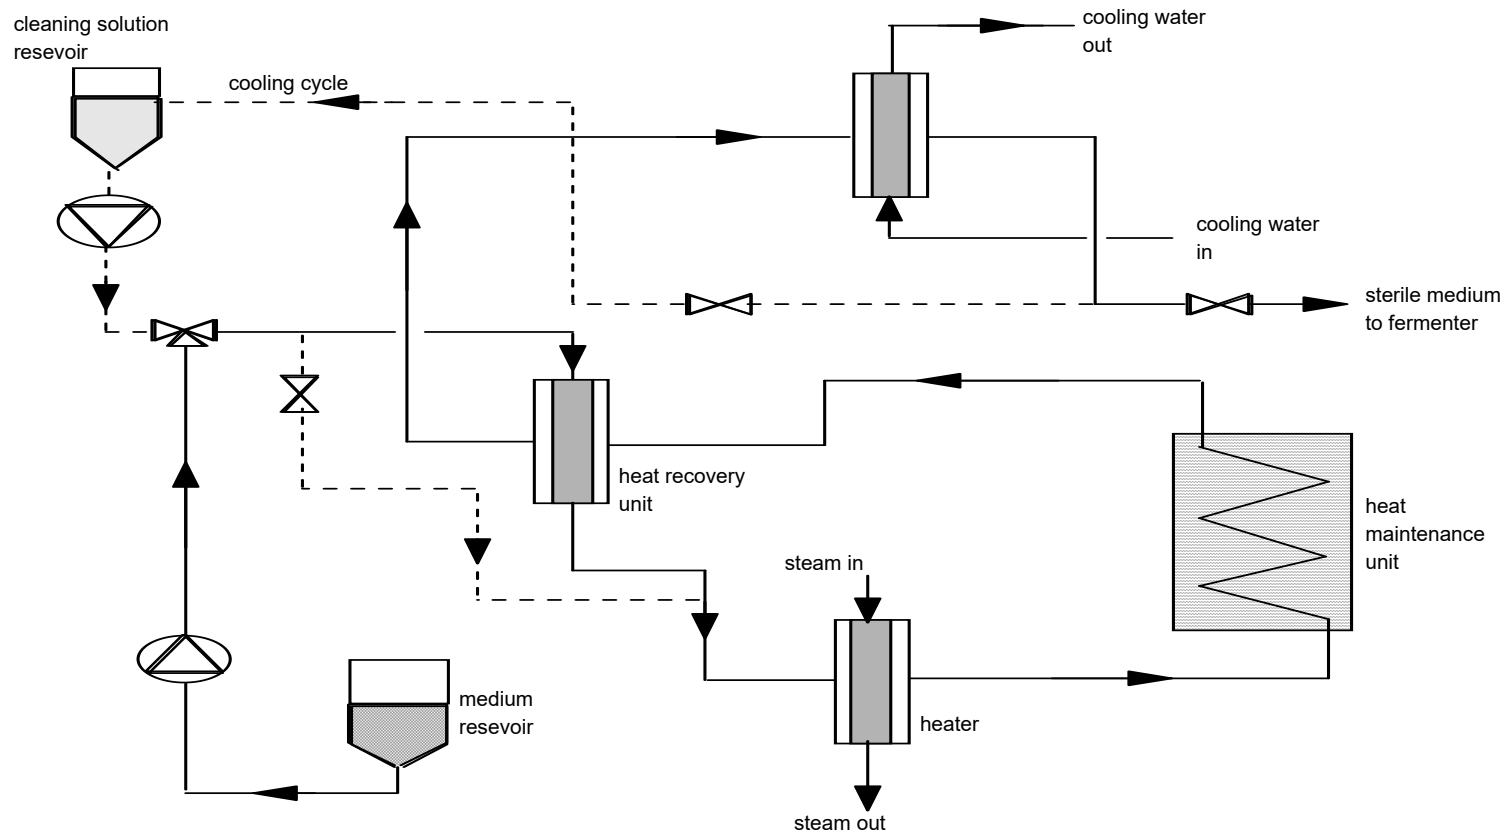 cleaning solution
resevoir
cooling cycle
cooling water
out
cooling water
in
sterile medium
to fermenter
heat recovery
unit
heat
maintenance
unit
steam in
medium
resevoir
heater
steam out